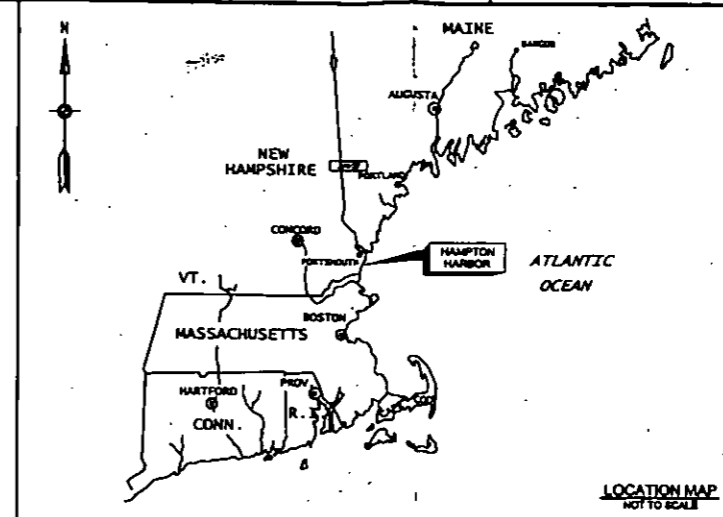 N
MAINE
BANGOR
AUGUSTA
NEW
HAMPSHIRE
PORTLAND
CONCORD
PORTSMOUTH
HAMPTON
HARBOR
ATLANTIC
OCEAN
VT.
BOSTON
MASSACHUSETTS
HARTFORD
PROV.
R.I.
CONN.
LOCATION MAP
NOT TO SCALE